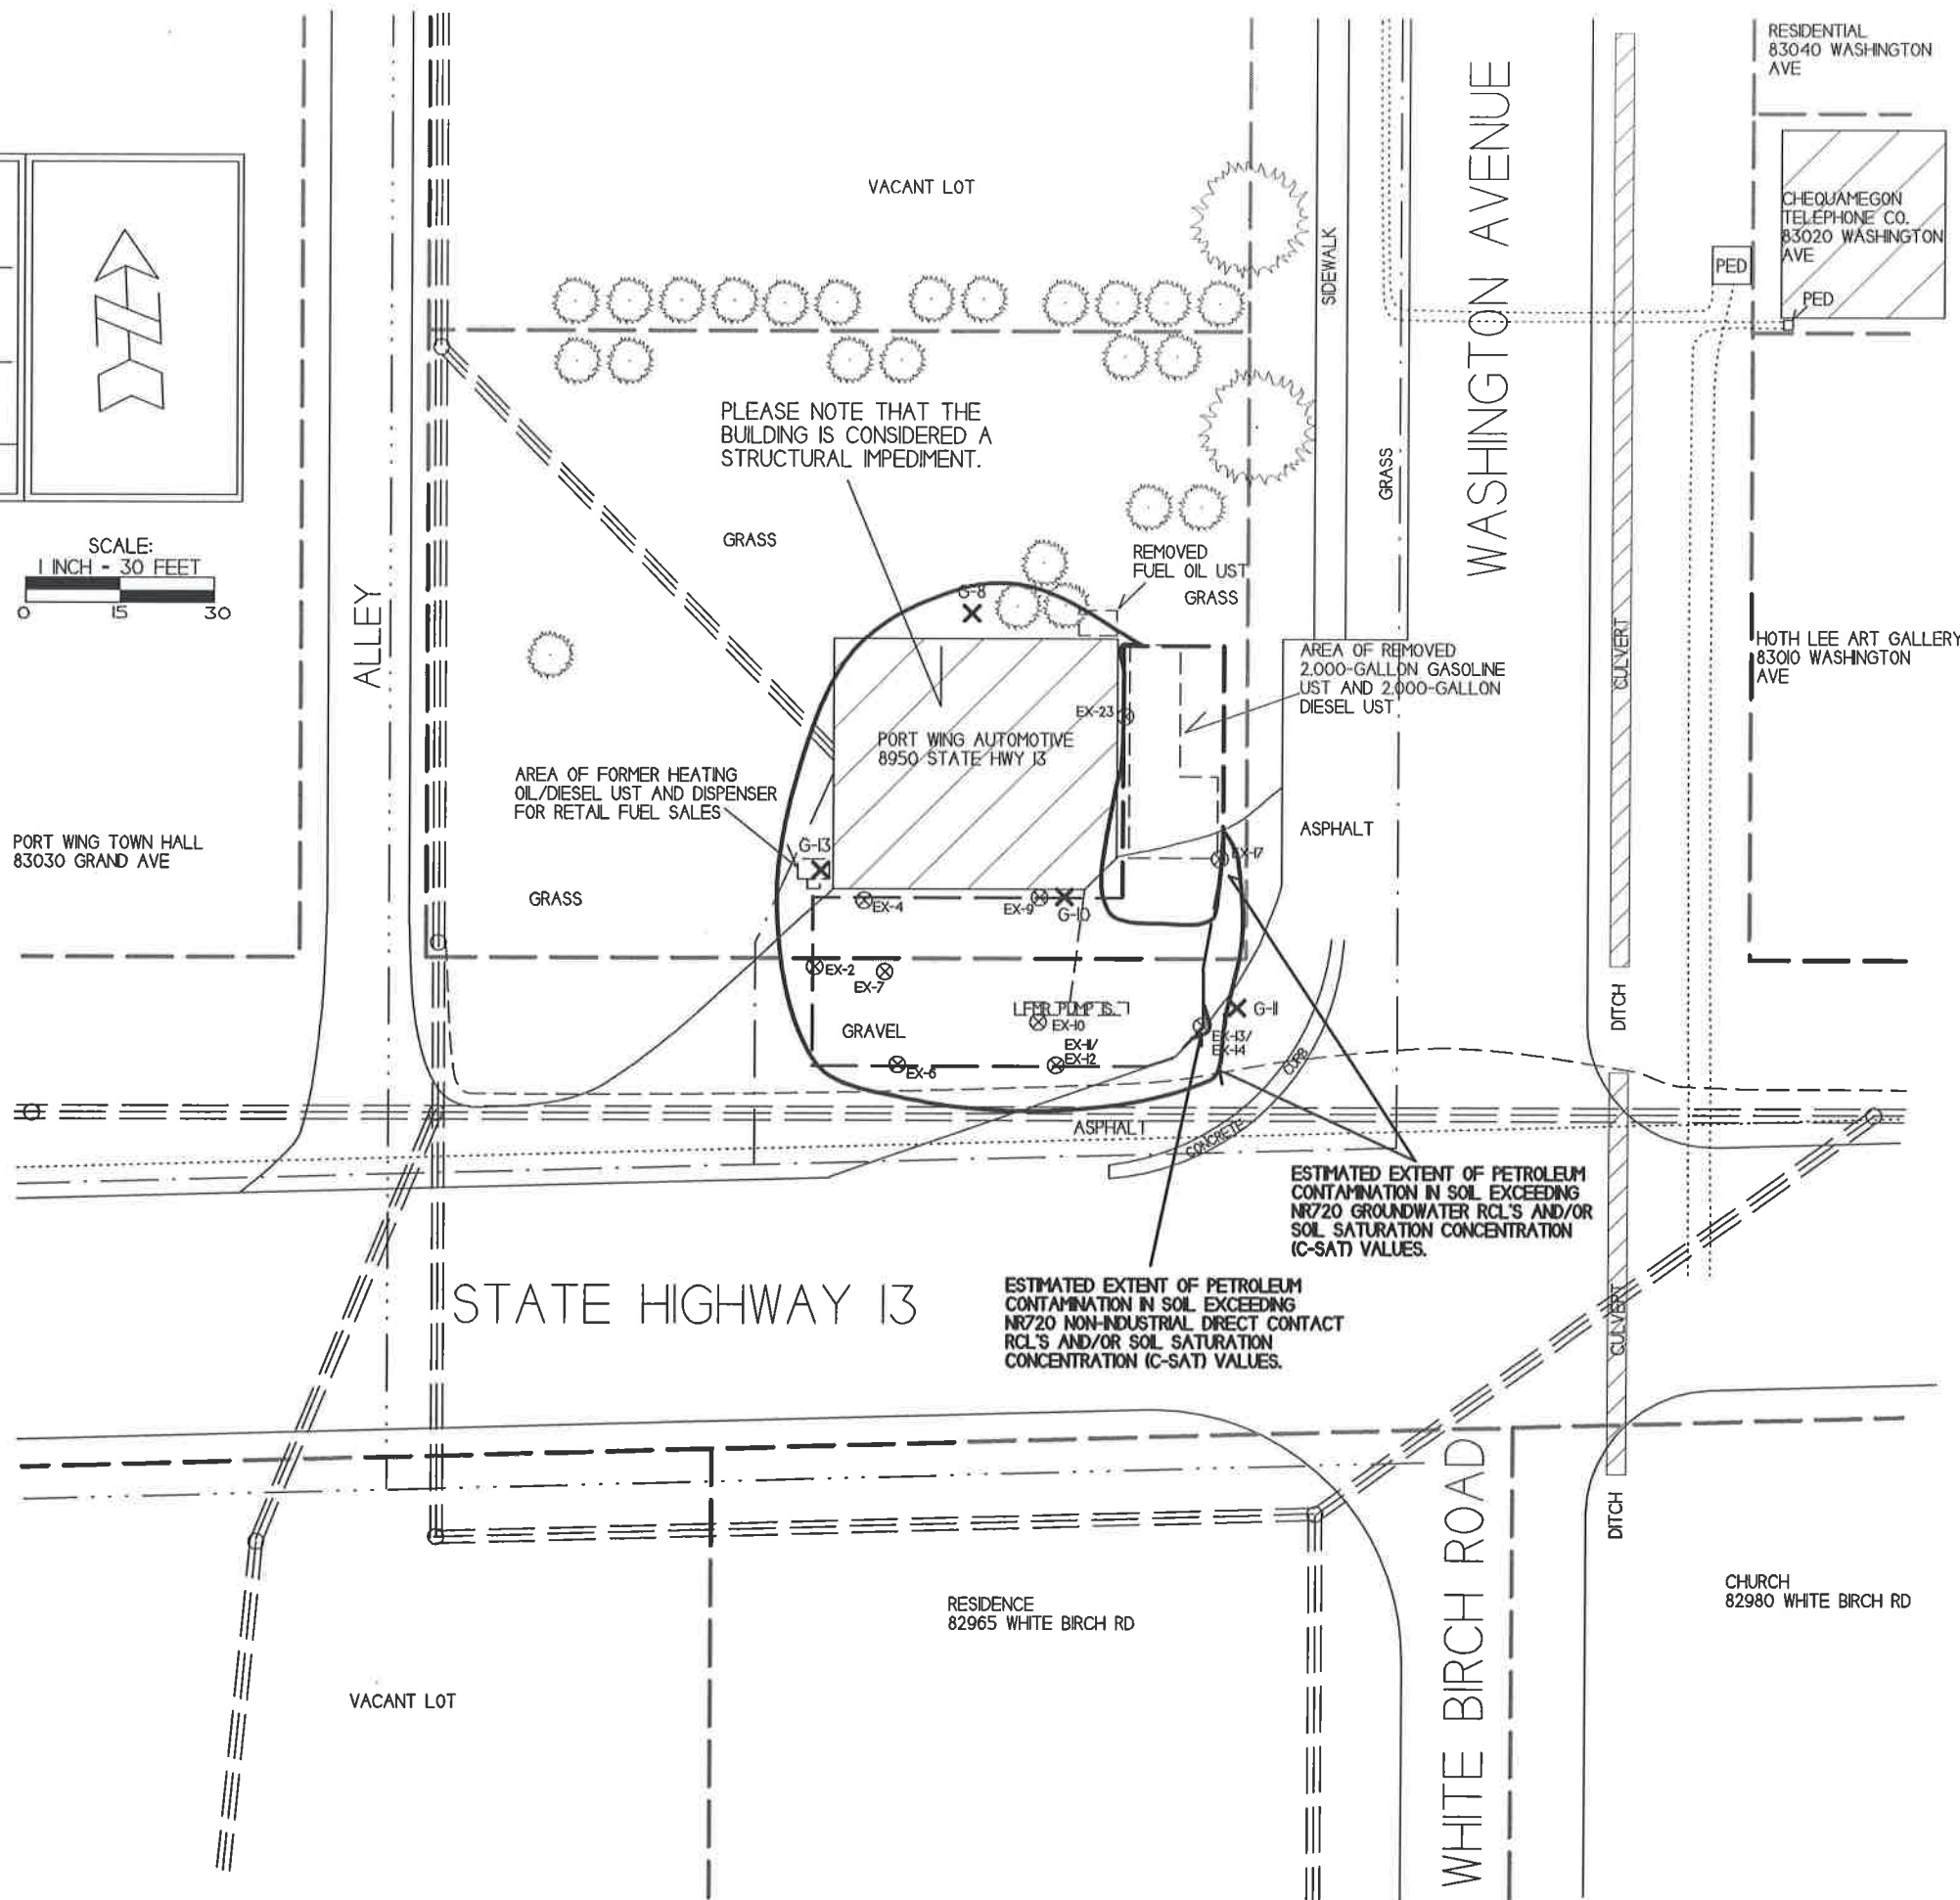 RESIDENTIAL
83040 WASHINGTON
AVE
WASHINGTON AVENUE
VACANT LOT
CHEQUAMEGON
TELEPHONE CO.
83020 WASHINGTON
AVE
PED
PED
SIDEWALK
PLEASE NOTE THAT THE
BUILDING IS CONSIDERED A
STRUCTURAL IMPEDIMENT.
GRASS
SCALE:
1 INCH - 30 FEET
0 15 30
GRASS
REMOVED
FUEL OIL UST
GRASS
G-8
ALLEY
CULVERT
HOTH LEE ART GALLERY
83010 WASHINGTON
AVE
AREA OF REMOVED
2,000-GALLON GASOLINE
UST AND 2,000-GALLON
DIESEL UST
EX-23
PORT WING AUTOMOTIVE
8950 STATE HWY 13
AREA OF FORMER HEATING
OIL/DIESEL UST AND DISPENSER
FOR RETAIL FUEL SALES
ASPHALT
PORT WING TOWN HALL
83030 GRAND AVE
G-13
EX-17
GRASS
EX-4
EX-9
G-10
EX-2
EX-7
DITCH
G-11
GRAVEL
EX-10
EX-13/
EX-14
EX-11/
EX-12
EX-6
CURB
ASPHALT
CONCRETE
ESTIMATED EXTENT OF PETROLEUM
CONTAMINATION IN SOIL EXCEEDING
NR720 GROUNDWATER RCL'S AND/OR
SOIL SATURATION CONCENTRATION
(C-SAT) VALUES.
STATE HIGHWAY 13
ESTIMATED EXTENT OF PETROLEUM
CONTAMINATION IN SOIL EXCEEDING
NR720 NON-INDUSTRIAL DIRECT CONTACT
RCL'S AND/OR SOIL SATURATION
CONCENTRATION (C-SAT) VALUES.
CULVERT
WHITE BIRCH ROAD
DITCH
RESIDENCE
82965 WHITE BIRCH RD
CHURCH
82980 WHITE BIRCH RD
VACANT LOT